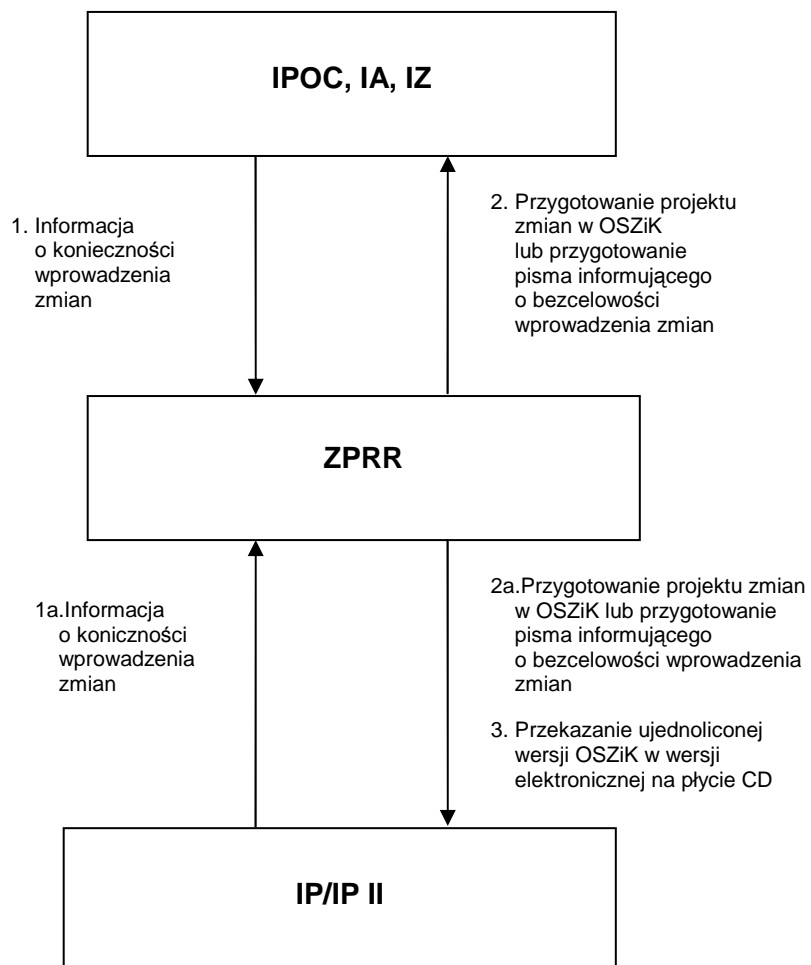 IPOC, IA, IZ
1. Informacja
o konieczności
wprowadzenia
zmian
2. Przygotowanie projektu
zmian w OSZiK
lub przygotowanie
pisma informującego
o bezcelowości
wprowadzenia zmian
ZPRR
1a.Informacja
o koniczności
wprowadzenia
zmian
2a.Przygotowanie projektu zmian
w OSZiK lub przygotowanie
pisma informującego
o bezcelowości wprowadzenia
zmian
3. Przekazanie ujednoliconej
wersji OSZiK w wersji
elektronicznej na płycie CD
IP/IP II